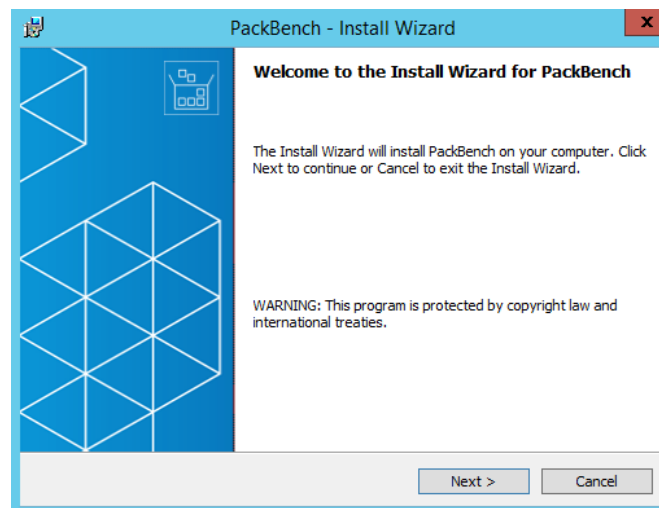 PackBench - Install Wizard
x
Welcome to the Install Wizard for PackBench
The Install Wizard will install PackBench on your computer. Click
Next to continue or Cancel to exit the Install Wizard.
WARNING: This program is protected by copyright law and
international treaties.
Next >
Cancel